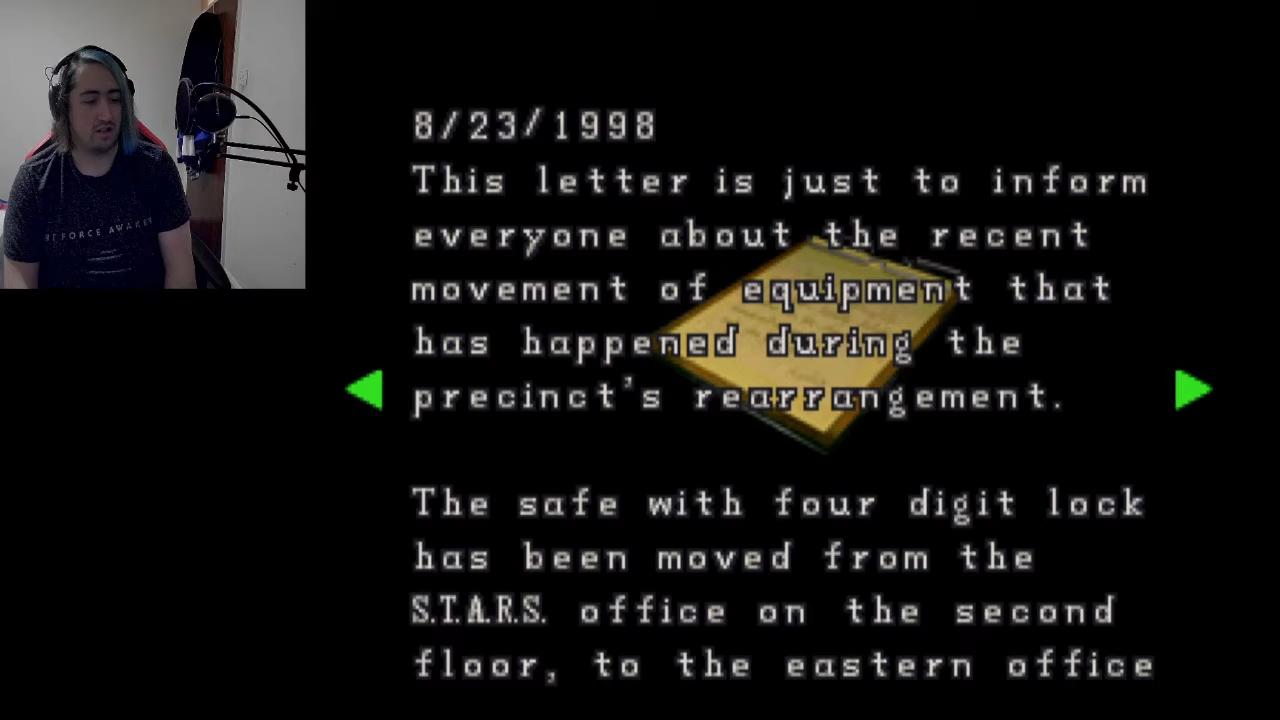 FORCE AWAKE
8/23/1998
This letter is just to inform
everyone about the recent
movement of equipment that
has happened during the
precinct's rearrangement.
The safe with four digit lock
has been moved from the
S.T.A.R.S. office on the second
floor, to the eastern office